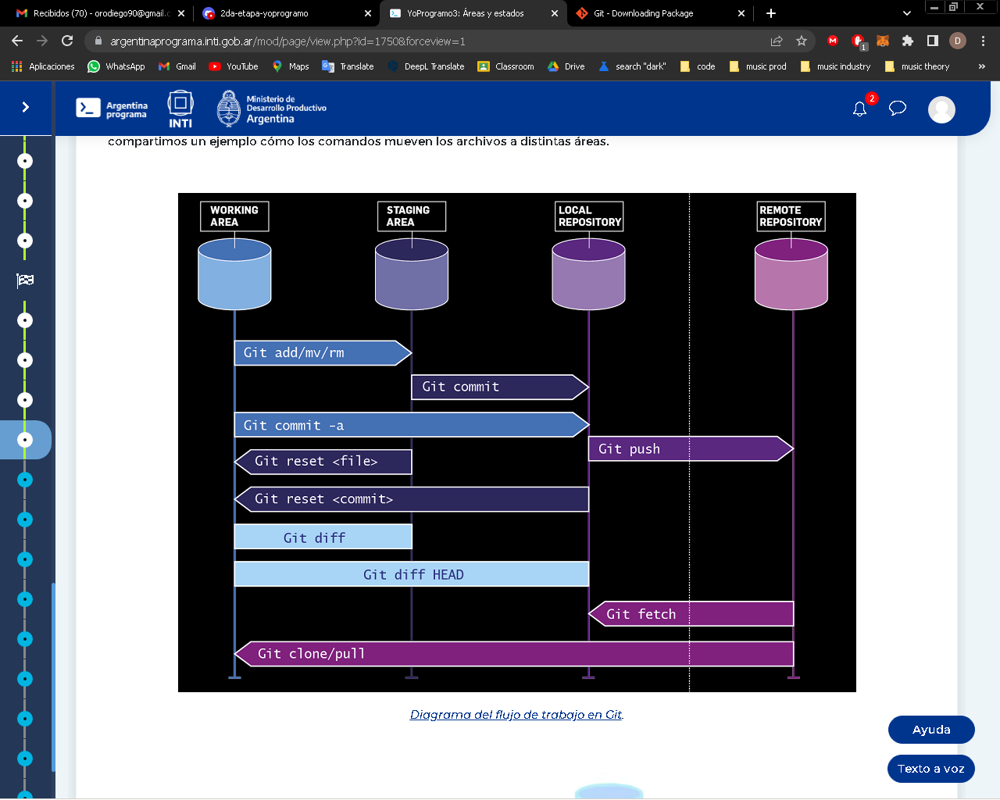 Recibidos (70) - orodiego90@gmail.c
2da-etapa-yoprogramo
YoProgramo3: Áreas y estados
Git - Downloading Package
argentinaprograma.inti.gob.ar/mod/page/view.php?id=1750&forceview=1
1
D
Aplicaciones
WhatsApp
Gmail
YouTube
Maps
Translate
DeepL Translate
Classroom
Drive
search "dark"
code
music prod
music industry
music theory
»
Argentina
programa
INTI
Ministerio de
Desarrollo Productivo
Argentina
2
compartimos un ejemplo cómo los comandos mueven los archivos a distintas áreas.
WORKING
AREA
STAGING
AREA
LOCAL
REPOSITORY
REMOTE
REPOSITORY
Git add/mv/rm
Git commit
Git commit -a
Git push
Git reset <file>
Git reset <commit>
Git diff
Git diff HEAD
Git fetch
Git clone/pull
Diagrama del flujo de trabajo en Git.
Ayuda
Texto a voz